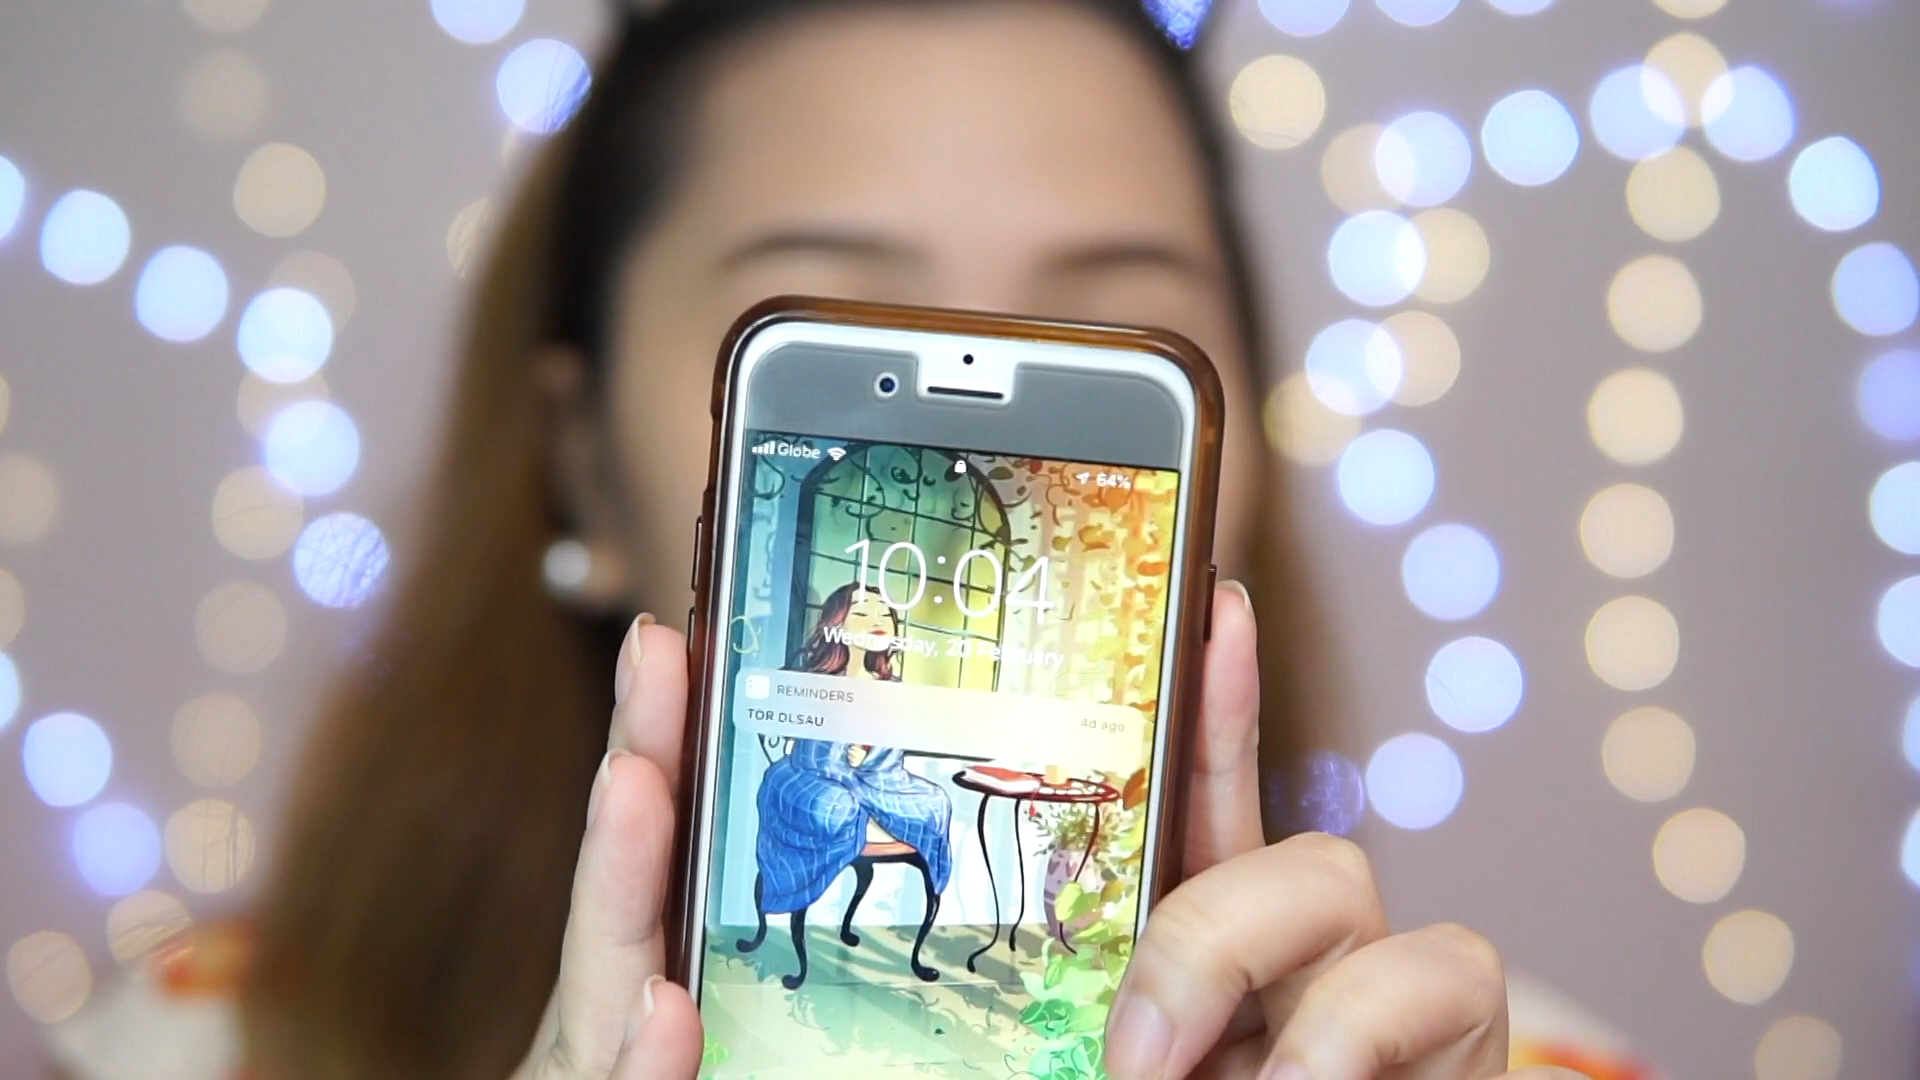 Globe 64%
10:04
Wednesday, 20 February
REMINDERS
TOR DLSAU 4d ago